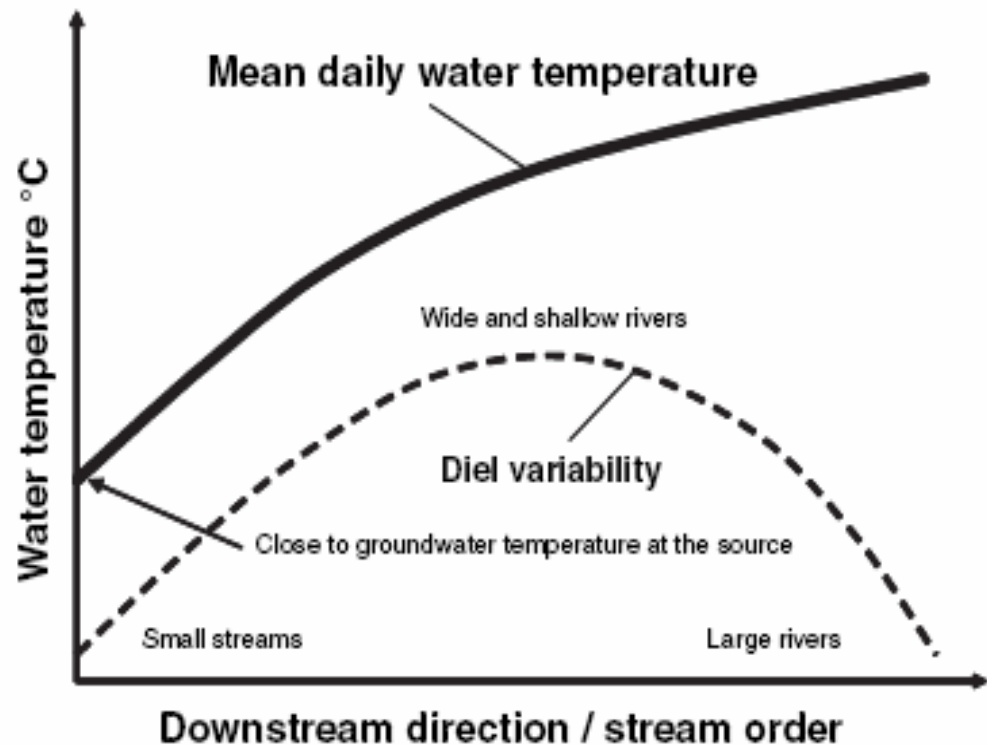 Mean daily water temperature
Water temperature °C
Wide and shallow rivers
Diel variability
Close to groundwater temperature at the source
Small streams
Large rivers
Downstream direction / stream order